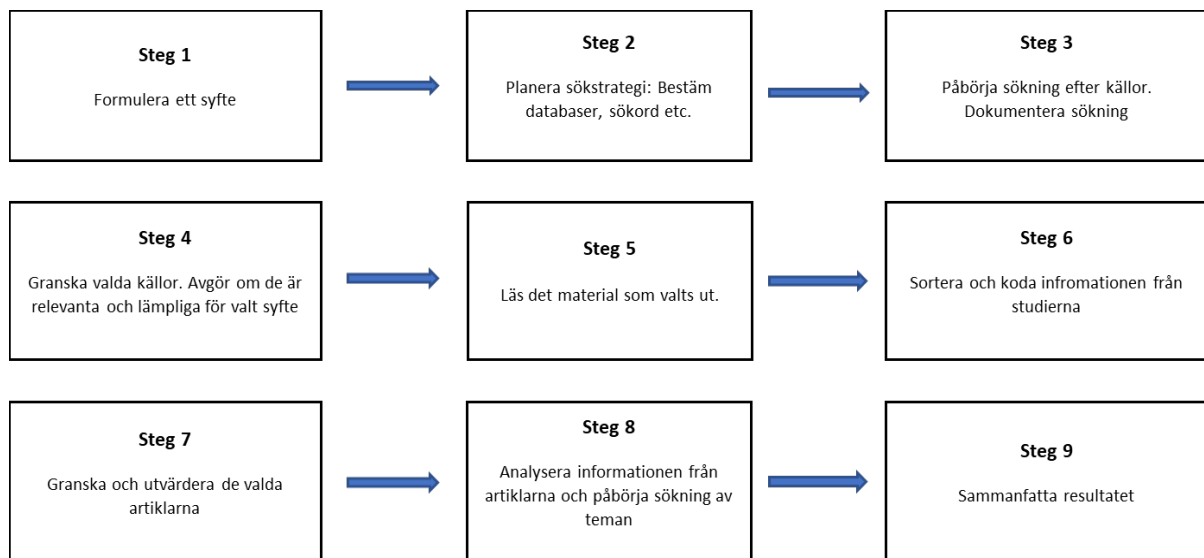 Steg 1
Formulera ett syfte
Steg 2
Planera sökstrategi: Bestäm
databaser, sökord etc.
Steg 3
Påbörja sökning efter källor.
Dokumentera sökning
Steg 4
Granska valda källor. Avgör om de är
relevanta och lämpliga för valt syfte
Steg 5
Läs det material som valts ut.
Steg 6
Sortera och koda infromationen från
studierna
Steg 7
Granska och utvärdera de valda
artiklarna
Steg 8
Analysera informationen från
artiklarna och påbörja sökning av
teman
Steg 9
Sammanfatta resultatet